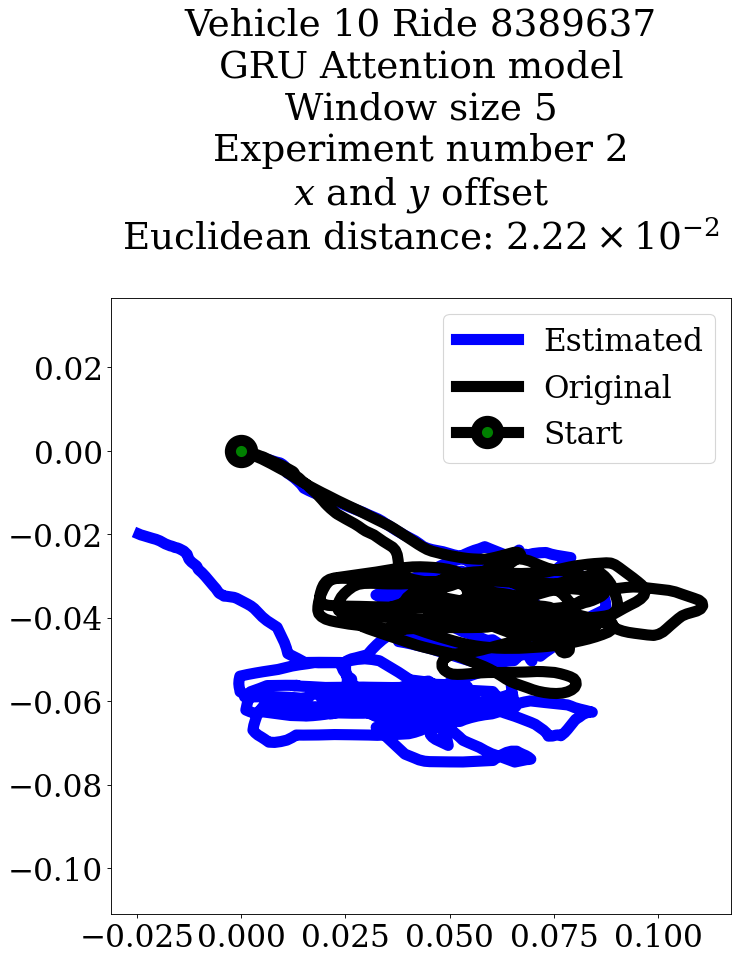 Vehicle 10 Ride 8389637
GRU Attention model
Window size 5
Experiment number 2
x and y offset
Euclidean distance: 2.22 × 10⁻²
Estimated
Original
Start
0.02
0.00
−0.02
−0.04
−0.06
−0.08
−0.10
−0.025 0.000 0.025 0.050 0.075 0.100